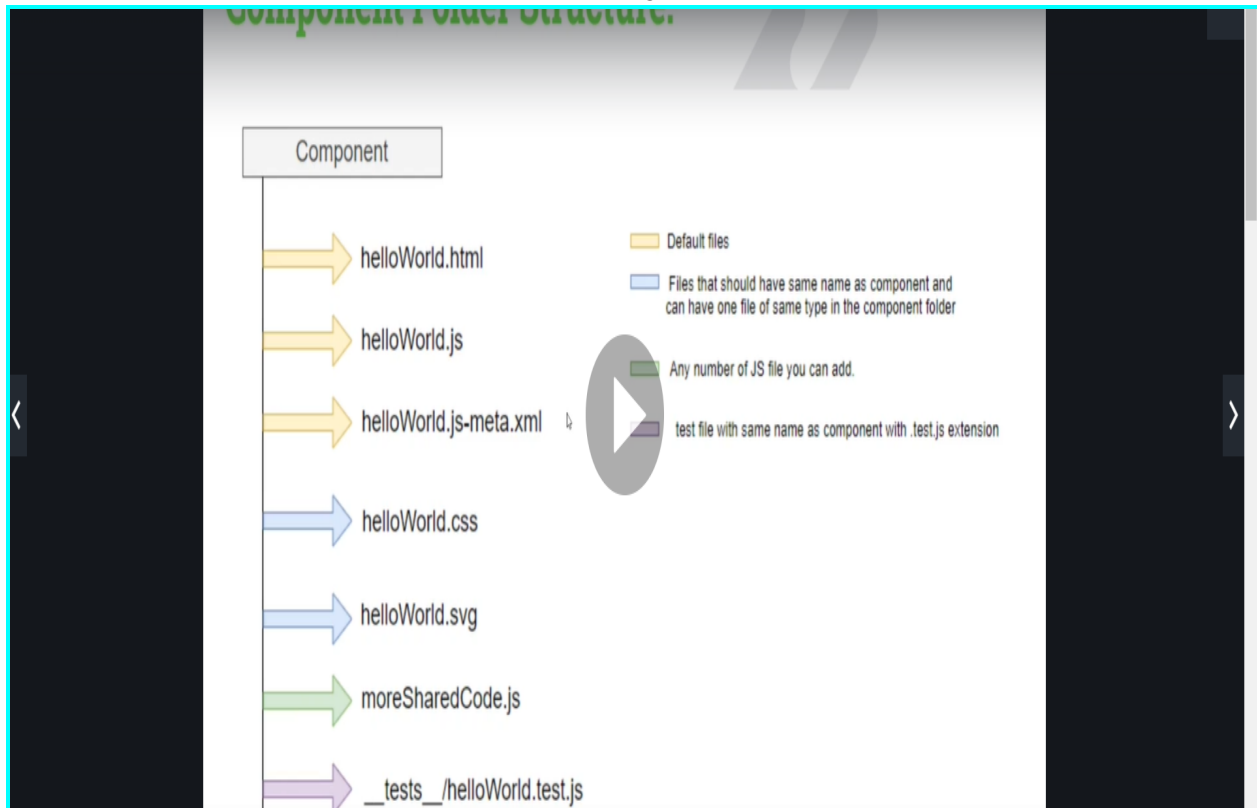 Component Folder Structure:
Component
helloWorld.html
helloWorld.js
helloWorld.js-meta.xml
helloWorld.css
helloWorld.svg
moreSharedCode.js
__tests__/helloWorld.test.js
Default files
Files that should have same name as component and
can have one file of same type in the component folder
Any number of JS file you can add.
test file with same name as component with .test.js extension